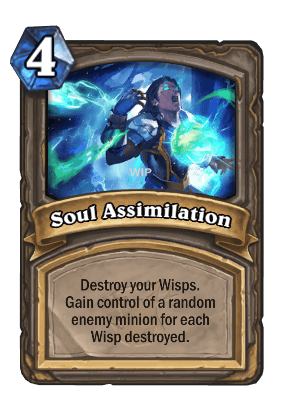 4
WIP
Soul Assimilation
Destroy your Wisps.
Gain control of a random
enemy minion for each
Wisp destroyed.